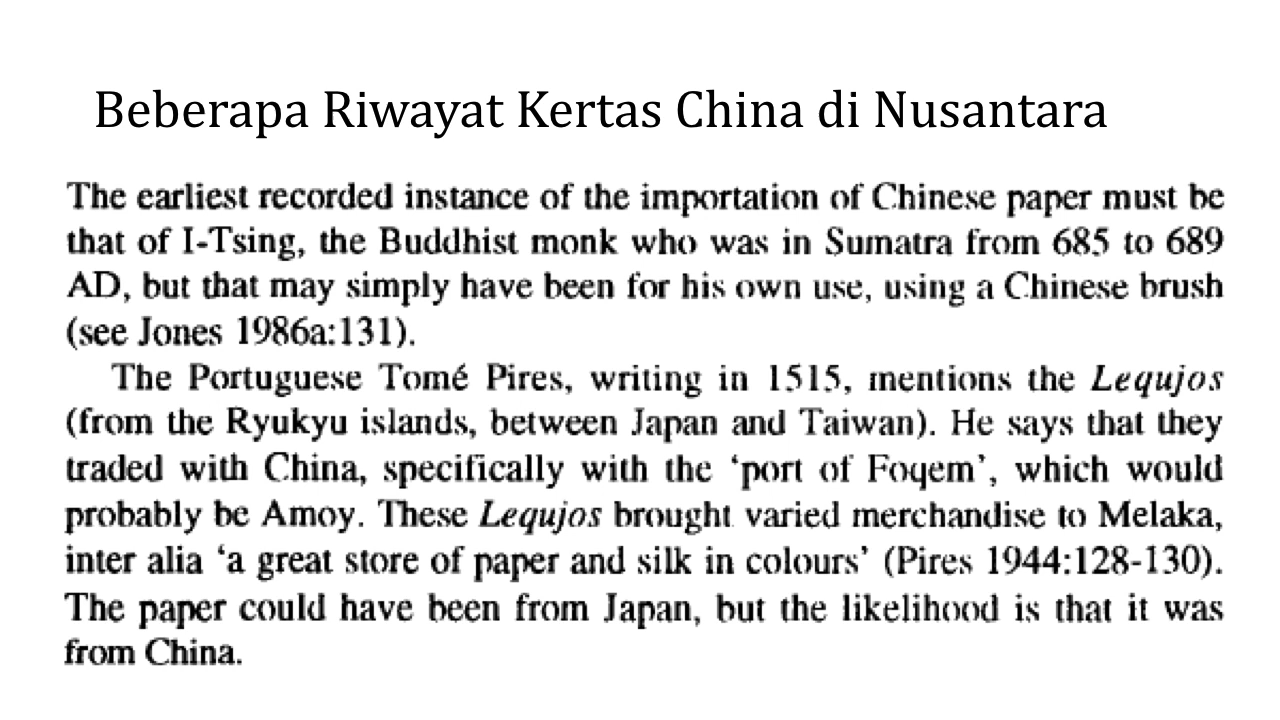 Beberapa Riwayat Kertas China di Nusantara
The earliest recorded instance of the importation of Chinese paper must be
that of I-Tsing, the Buddhist monk who was in Sumatra from 685 to 689
AD, but that may simply have been for his own use, using a Chinese brush
(see Jones 1986a:131).
The Portuguese Tomé Pires, writing in 1515, mentions the Lequjos
(from the Ryukyu islands, between Japan and Taiwan). He says that they
traded with China, specifically with the ‘port of Foqem’, which would
probably be Amoy. These Lequjos brought varied merchandise to Melaka,
inter alia ‘a great store of paper and silk in colours’ (Pires 1944:128-130).
The paper could have been from Japan, but the likelihood is that it was
from China.